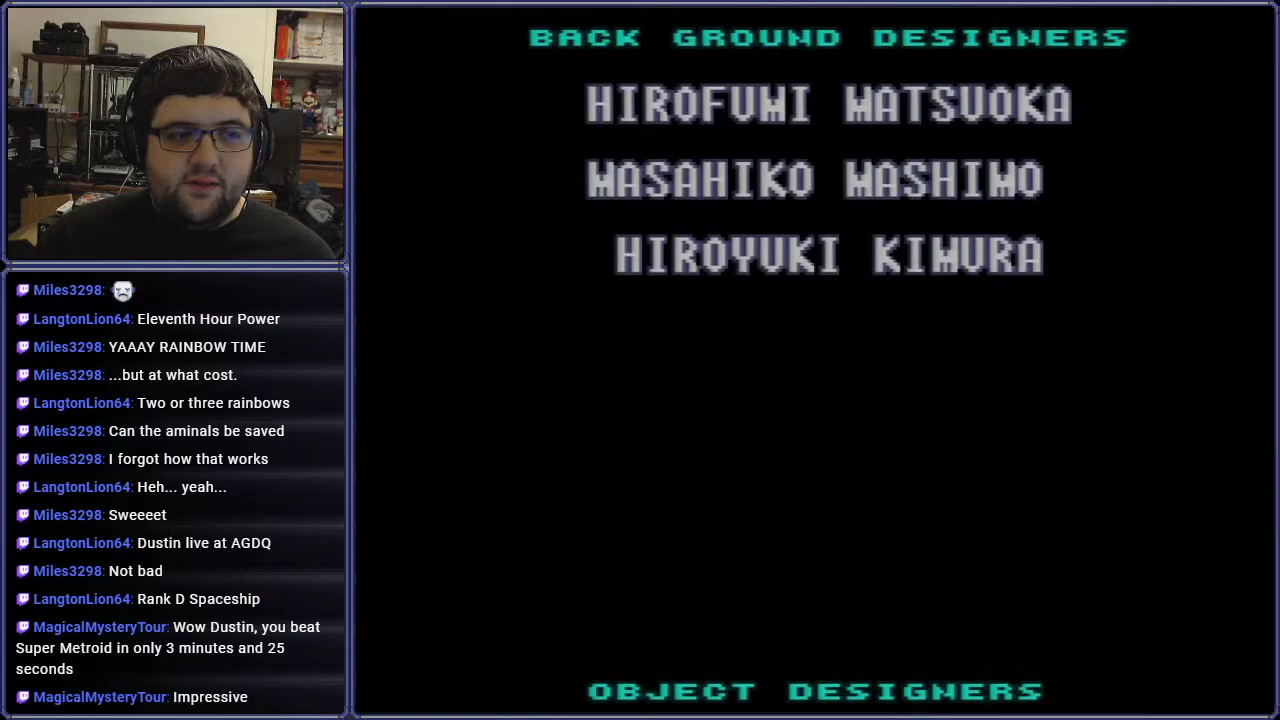 BACK GROUND DESIGNERS
HIROFUMI MATSUOKA
MASAHIKO MASHIMO
HIROYUKI KIMURA
OBJECT DESIGNERS
Miles3298:
LangtonLion64: Eleventh Hour Power
Miles3298: YAAAY RAINBOW TIME
Miles3298: ...but at what cost.
LangtonLion64: Two or three rainbows
Miles3298: Can the aminals be saved
Miles3298: I forgot how that works
LangtonLion64: Heh... yeah...
Miles3298: Sweeeet
LangtonLion64: Dustin live at AGDQ
Miles3298: Not bad
LangtonLion64: Rank D Spaceship
MagicalMysteryTour: Wow Dustin, you beat
Super Metroid in only 3 minutes and 25
seconds
MagicalMysteryTour: Impressive